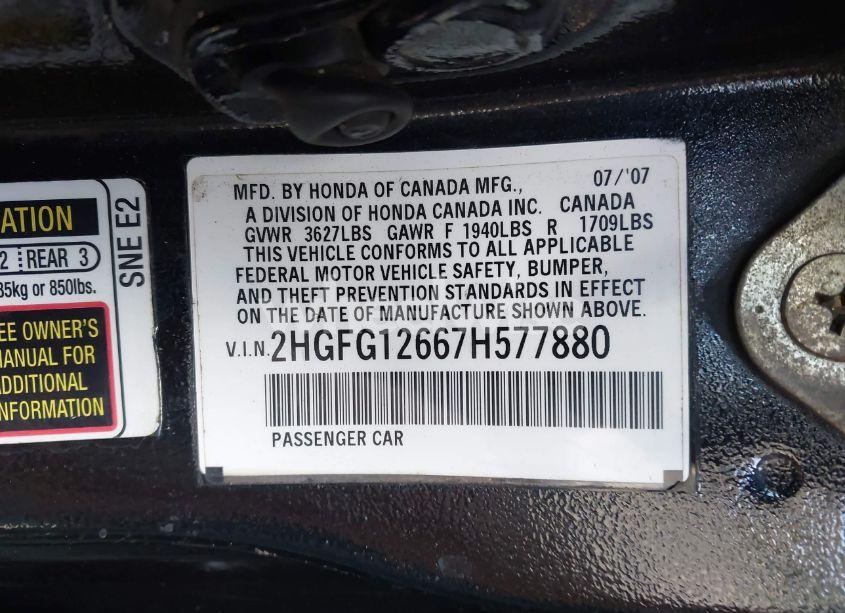 MFD. BY HONDA OF CANADA MFG., 07/'07
A DIVISION OF HONDA CANADA INC. CANADA
GVWR 3627LBS GAWR F 1940LBS R 1709LBS
THIS VEHICLE CONFORMS TO ALL APPLICABLE
FEDERAL MOTOR VEHICLE SAFETY, BUMPER,
AND THEFT PREVENTION STANDARDS IN EFFECT
ON THE DATE OF MANUFACTURE SHOWN ABOVE.
V.I.N. 2HGFG12667H577880
PASSENGER CAR
ATION
2 REAR 3
85kg or 850lbs.
EE OWNER'S
MANUAL FOR
ADDITIONAL
NFORMATION
SNE E2